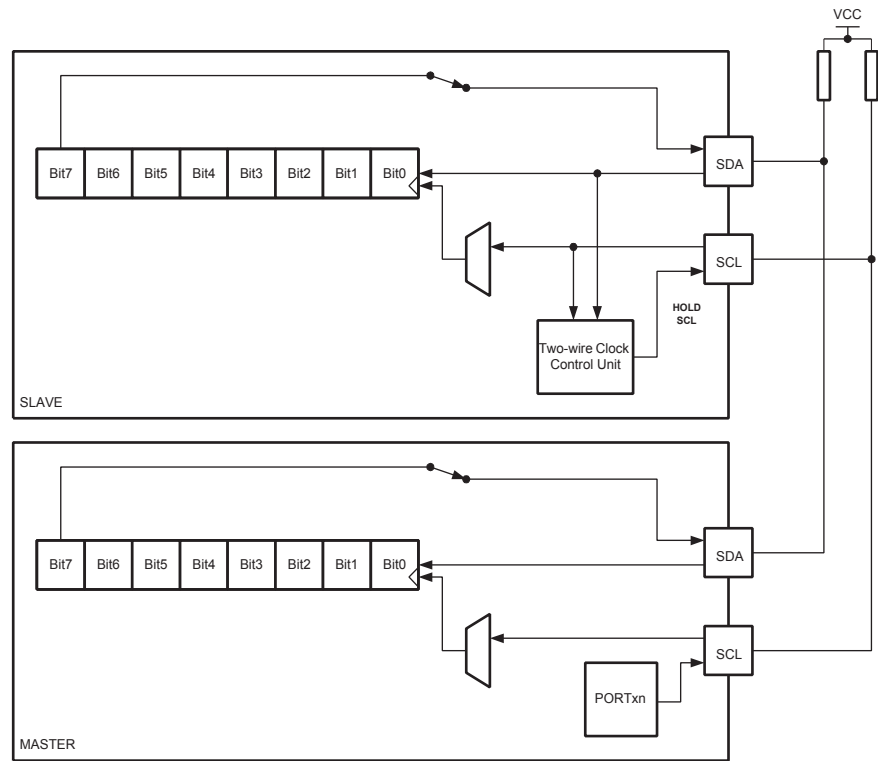 VCC
Bit7 Bit6 Bit5 Bit4 Bit3 Bit2 Bit1 Bit0
SDA
SCL
HOLD
SCL
Two-wire Clock
Control Unit
SLAVE
Bit7 Bit6 Bit5 Bit4 Bit3 Bit2 Bit1 Bit0
SDA
SCL
PORTxn
MASTER